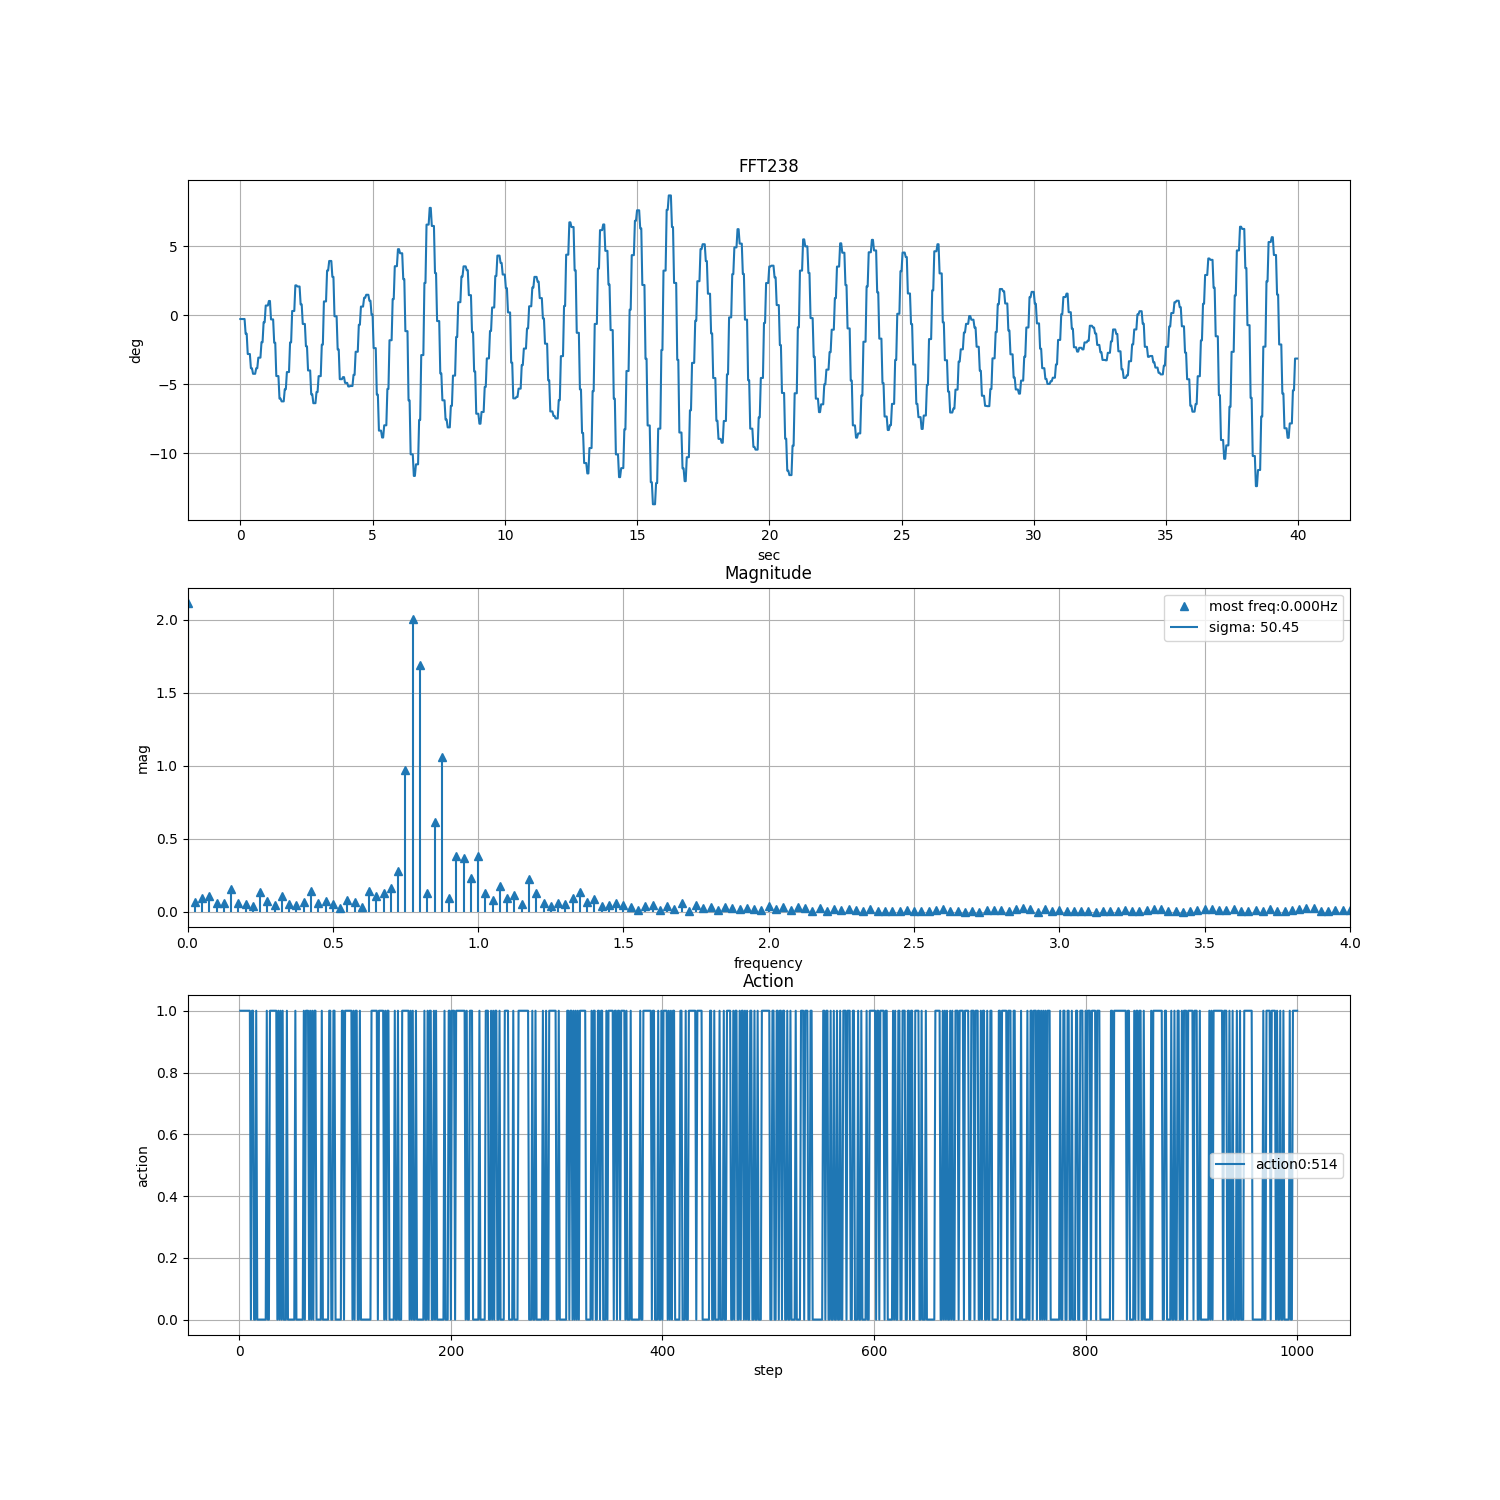 FFT238
deg
5
0
−5
−10
0 5 10 15 20 25 30 35 40
sec
Magnitude
mag
2.0
1.5
1.0
0.5
0.0
most freq:0.000Hz
sigma: 50.45
0.0 0.5 1.0 1.5 2.0 2.5 3.0 3.5 4.0
frequency
Action
action
1.0
0.8
0.6
0.4
0.2
0.0
action0:514
0 200 400 600 800 1000
step